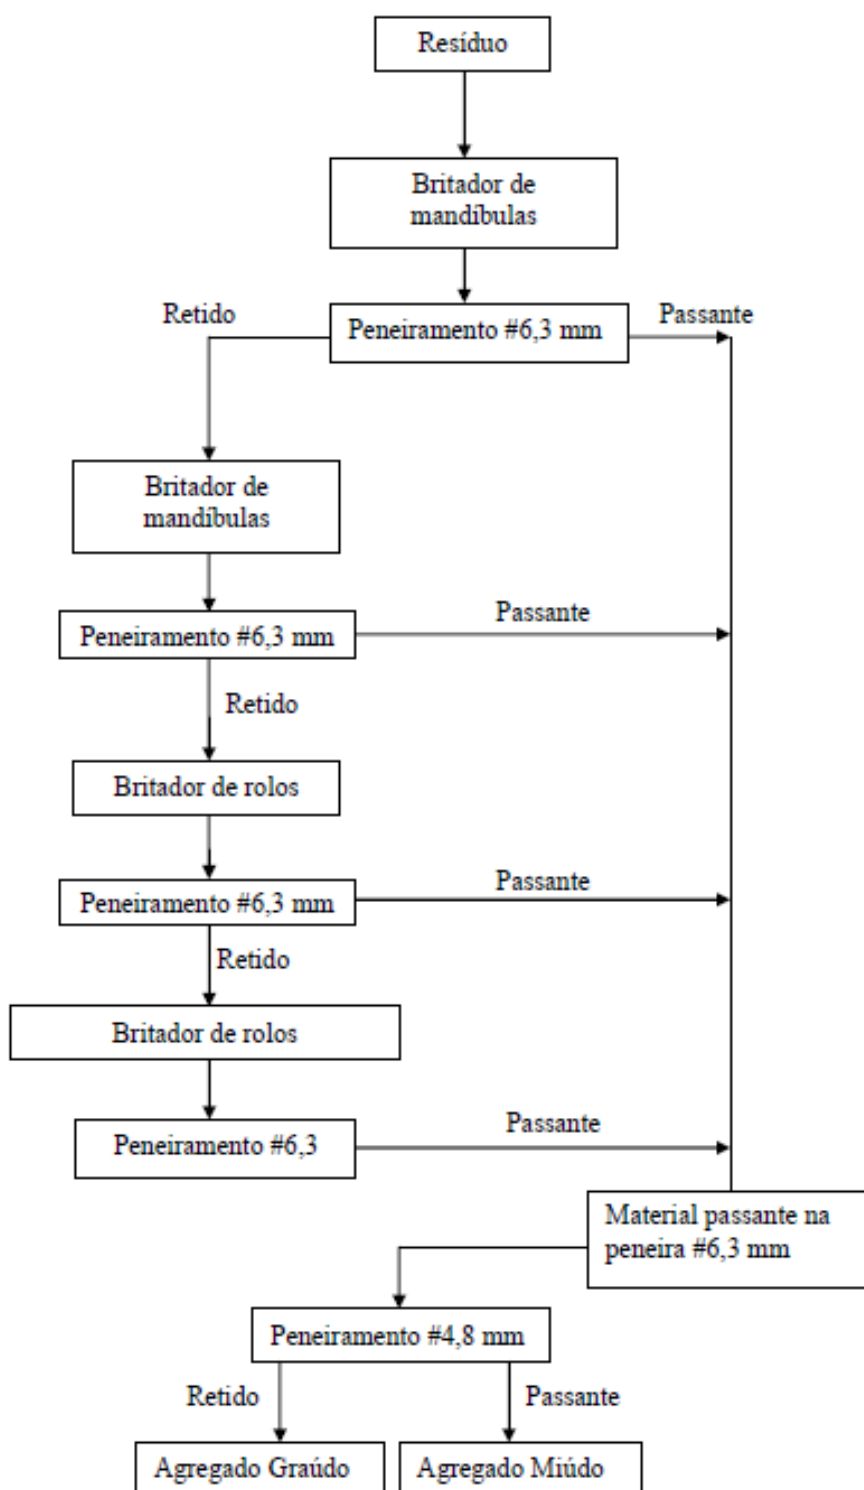 Resíduo
Britador de
mandíbulas
Retido
Peneiramento #6,3 mm
Passante
Britador de
mandíbulas
Peneiramento #6,3 mm
Passante
Retido
Britador de rolos
Peneiramento #6,3 mm
Passante
Retido
Britador de rolos
Peneiramento #6,3
Passante
Material passante na
peneira #6,3 mm
Peneiramento #4,8 mm
Retido
Passante
Agregado Graúdo
Agregado Miúdo